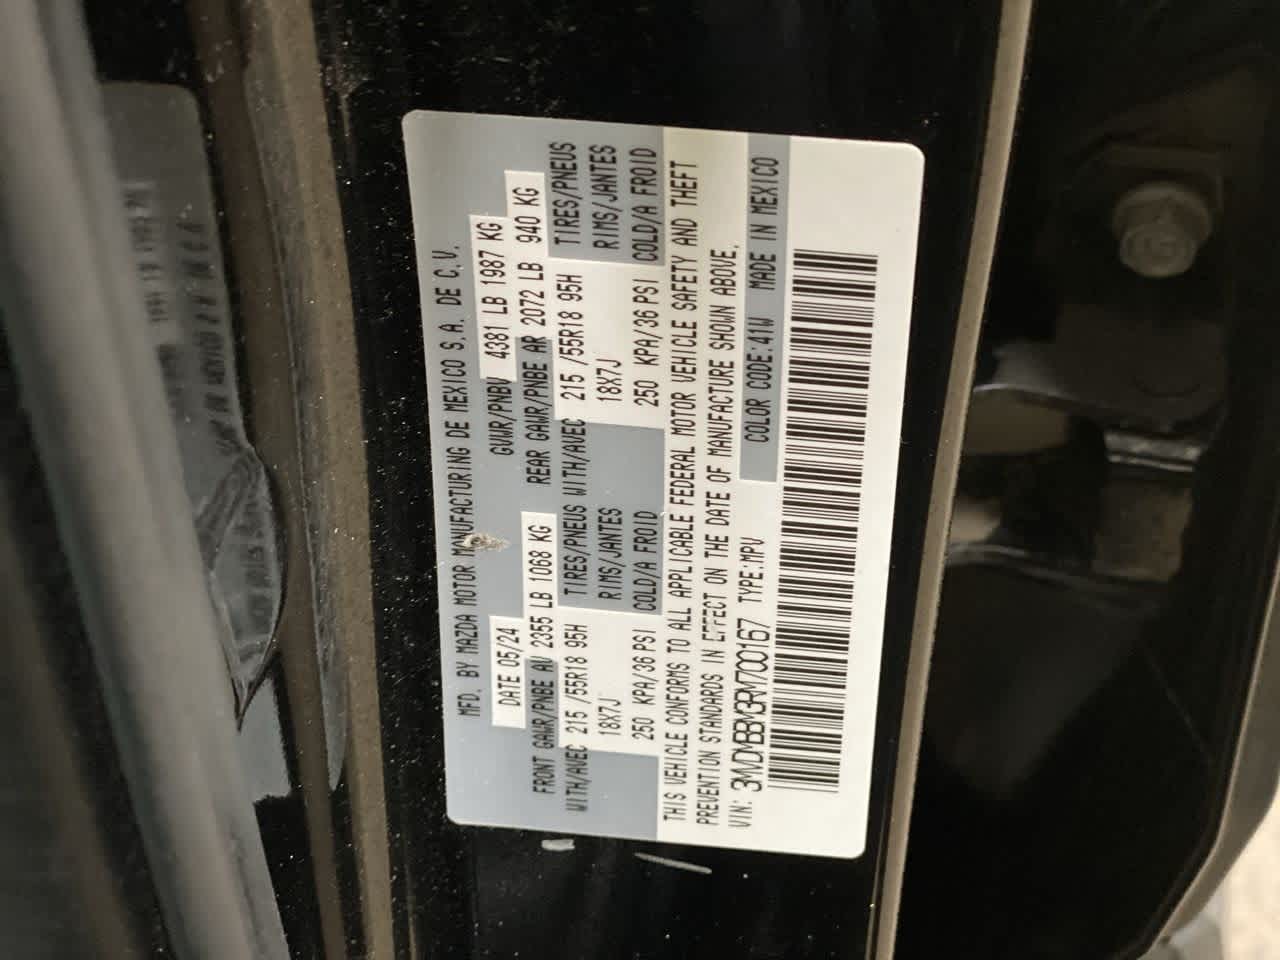 MFD. BY MAZDA MOTOR MANUFACTURING DE MEXICO S.A. DE C.V.
DATE 05/24 GVWR/PNBV 4381 LB 1987 KG
FRONT GAWR/PNBE AV 2355 LB 1068 KG REAR GAWR/PNBE AR 2072 LB 940 KG
WITH/AVEC 215 /55R18 95H TIRES/PNEUS WITH/AVEC 215 /55R18 95H TIRES/PNEUS
18X7J RIMS/JANTES 18X7J RIMS/JANTES
250 KPA/36 PSI COLD/A FROID 250 KPA/36 PSI COLD/A FROID
THIS VEHICLE CONFORMS TO ALL APPLICABLE FEDERAL MOTOR VEHICLE SAFETY AND THEFT
PREVENTION STANDARDS IN EFFECT ON THE DATE OF MANUFACTURE SHOWN ABOVE.
VIN: 3MVDMBBM3RM700167 TYPE:MPV COLOR CODE:41W MADE IN MEXICO